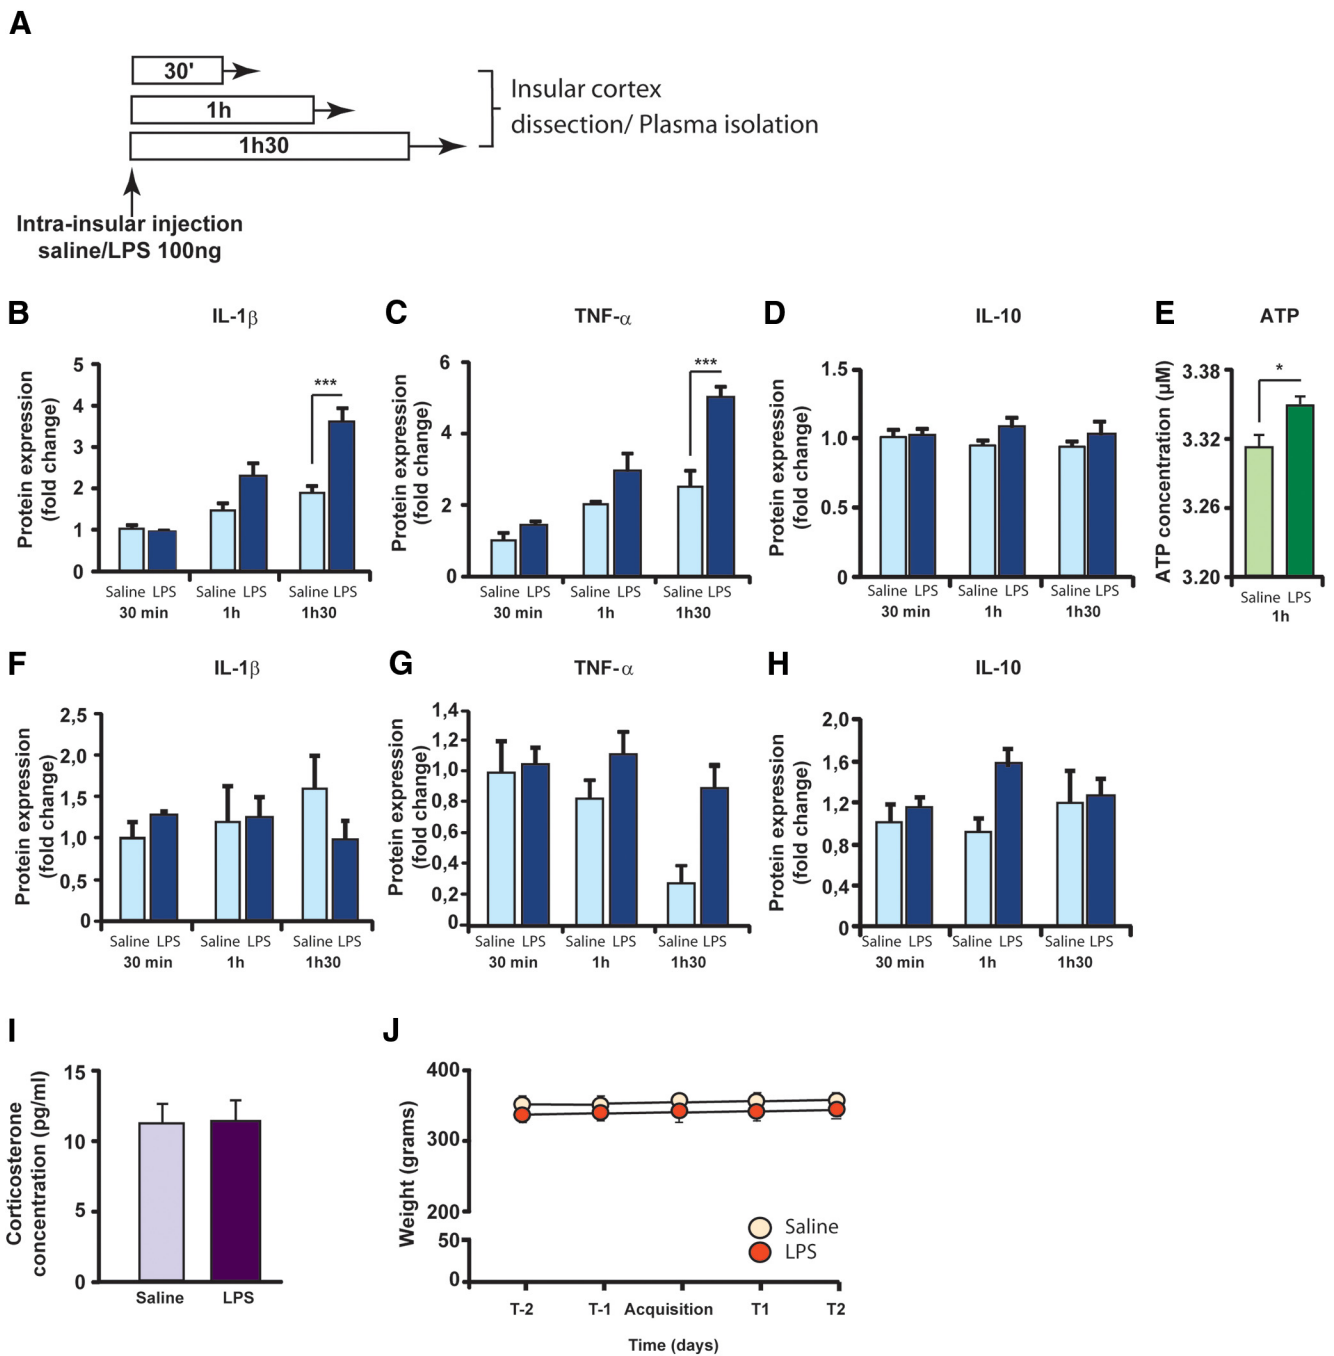 A
30'
1h
1h30
Insular cortex
dissection/ Plasma isolation
Intra-insular injection
saline/LPS 100ng
B
IL-1β
Protein expression
(fold change)
5
4
3
2
1
0
***
Saline LPS Saline LPS Saline LPS
30 min 1h 1h30
C
TNF-α
Protein expression
(fold change)
6
4
2
0
***
Saline LPS Saline LPS Saline LPS
30 min 1h 1h30
D
IL-10
Protein expression
(fold change)
1.5
1.0
0.5
0
Saline LPS Saline LPS Saline LPS
30 min 1h 1h30
E
ATP
ATP concentration (µM)
3.38
3.32
3.26
3.20
*
Saline LPS
1h
F
IL-1β
Protein expression
(fold change)
2,5
2,0
1,5
1,0
0,5
0
Saline LPS Saline LPS Saline LPS
30 min 1h 1h30
G
TNF-α
Protein expression
(fold change)
1,4
1,2
1,0
0,8
0,6
0,4
0,2
0
Saline LPS Saline LPS Saline LPS
30 min 1h 1h30
H
IL-10
Protein expression
(fold change)
2,0
1,6
1,2
0,8
0,4
0
Saline LPS Saline LPS Saline LPS
30 min 1h 1h30
I
Corticosterone
concentration (pg/ml)
15
10
5
0
Saline LPS
J
Weight (grams)
400
300
200
50
0
Saline
LPS
T-2 T-1 Acquisition T1 T2
Time (days)